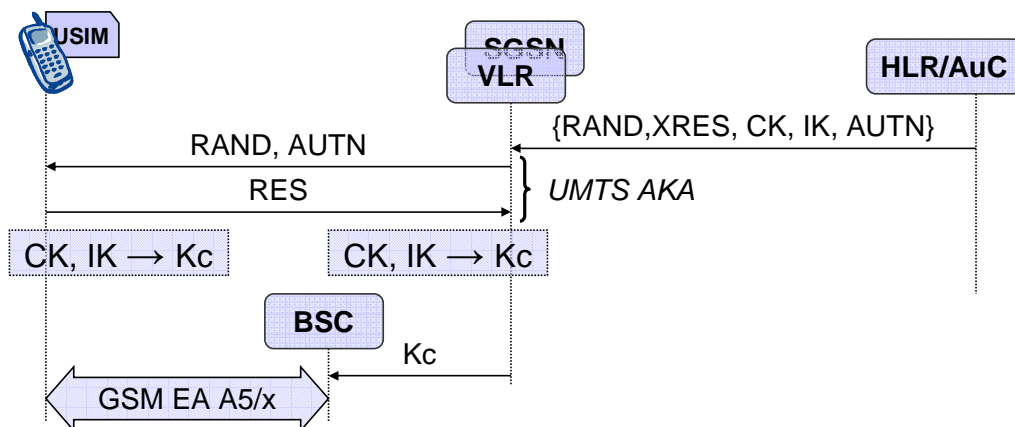 USIM
SGSN
VLR
HLR/AuC
{RAND,XRES, CK, IK, AUTN}
RAND, AUTN
RES
UMTS AKA
CK, IK → Kc
CK, IK → Kc
BSC
Kc
GSM EA A5/x